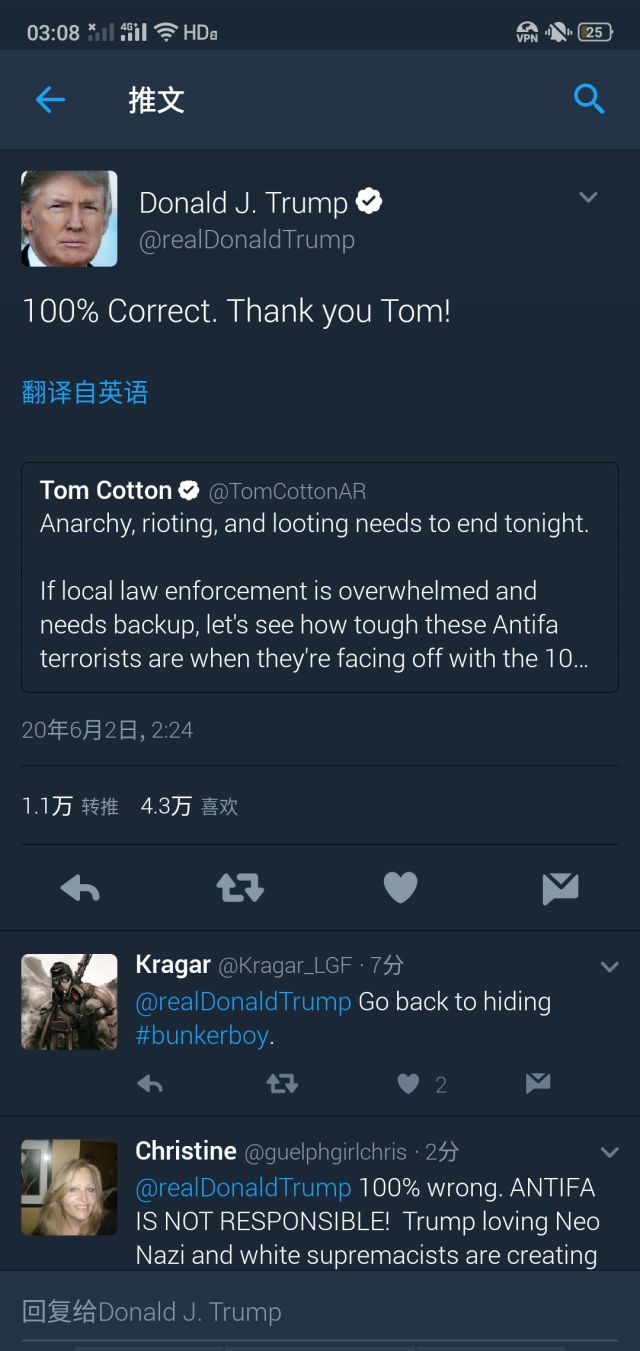 03:08 4G HD VPN 25
推文
Donald J. Trump
@realDonaldTrump
100% Correct. Thank you Tom!
翻译自英语
Tom Cotton @TomCottonAR
Anarchy, rioting, and looting needs to end tonight.
If local law enforcement is overwhelmed and
needs backup, let's see how tough these Antifa
terrorists are when they're facing off with the 10…
20年6月2日, 2:24
1.1万 转推 4.3万 喜欢
Kragar @Kragar_LGF · 7分
@realDonaldTrump Go back to hiding
#bunkerboy.
2
Christine @guelphgirlchris · 2分
@realDonaldTrump 100% wrong. ANTIFA
IS NOT RESPONSIBLE! Trump loving Neo
Nazi and white supremacists are creating
回复给Donald J. Trump